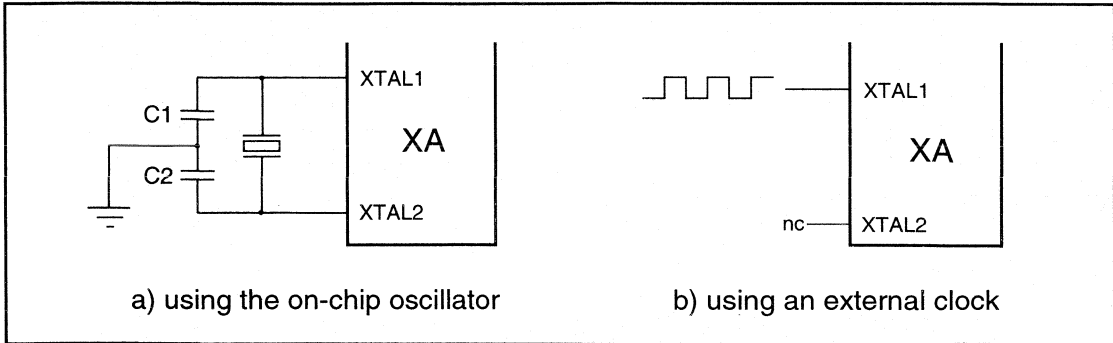 XTAL1
C1
XA
C2
XTAL2
a) using the on-chip oscillator
XTAL1
XA
nc
XTAL2
b) using an external clock